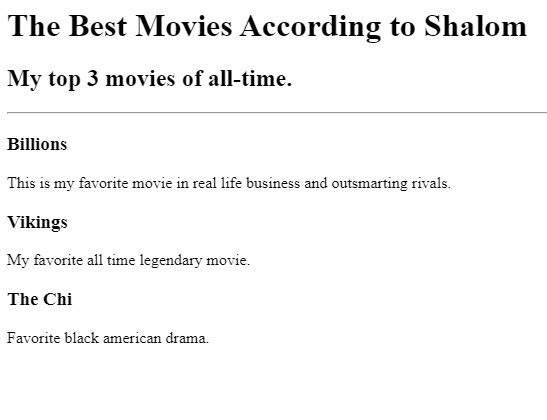 The Best Movies According to Shalom
My top 3 movies of all-time.
Billions
This is my favorite movie in real life business and outsmarting rivals.
Vikings
My favorite all time legendary movie.
The Chi
Favorite black american drama.